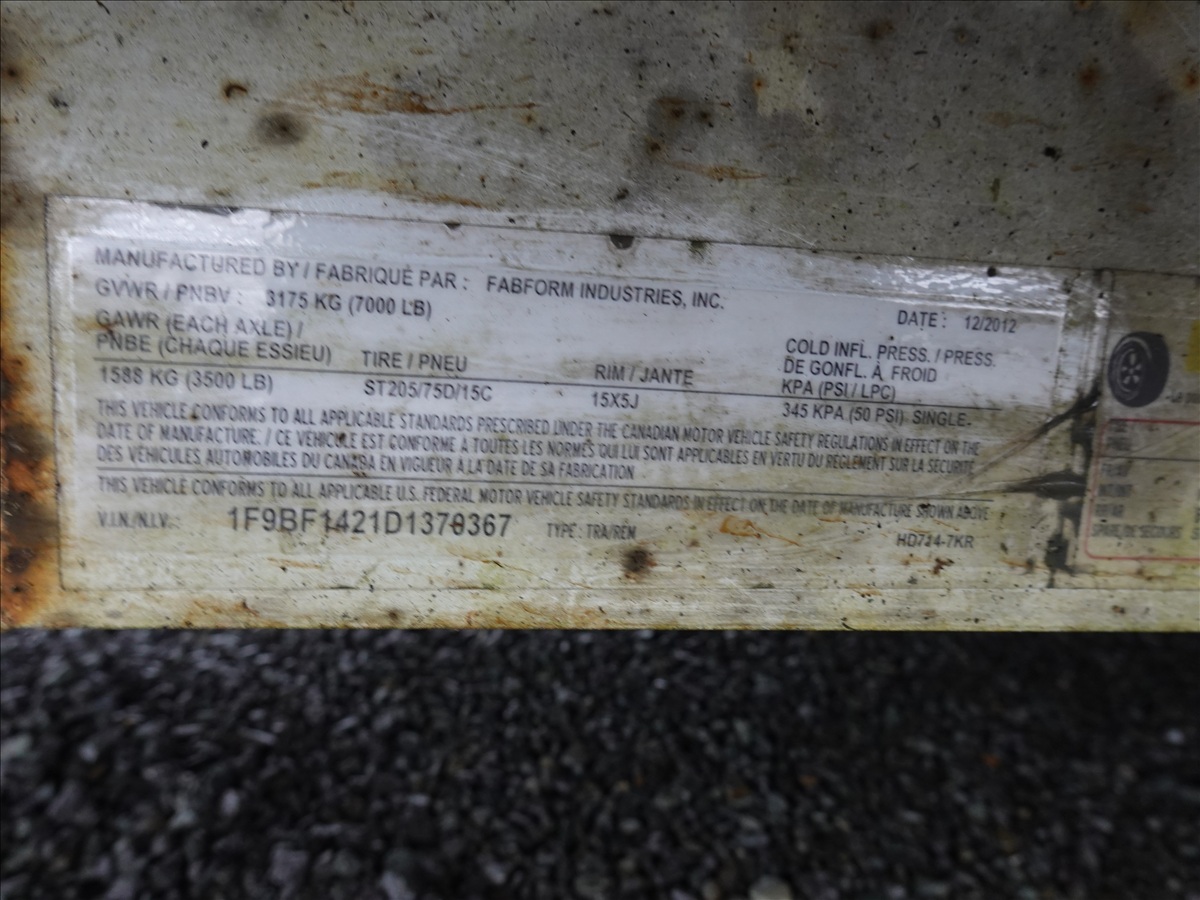 MANUFACTURED BY / FABRIQUÉ PAR : FABFORM INDUSTRIES, INC.
GVWR / PNBV : 3175 KG (7000 LB) DATE : 12/2012
GAWR (EACH AXLE) /
PNBE (CHAQUE ESSIEU) TIRE / PNEU RIM / JANTE COLD INFL. PRESS. / PRESS.
DE GONFL. À FROID
KPA (PSI / LPC)
1588 KG (3500 LB) ST205/75D/15C 15X5J 345 KPA (50 PSI) SINGLE
THIS VEHICLE CONFORMS TO ALL APPLICABLE STANDARDS PRESCRIBED UNDER THE CANADIAN MOTOR VEHICLE SAFETY REGULATIONS IN EFFECT ON THE
DATE OF MANUFACTURE. / CE VÉHICULE EST CONFORME À TOUTES LES NORMES QUI LUI SONT APPLICABLES EN VERTU DU RÈGLEMENT SUR LA SÉCURITÉ
DES VÉHICULES AUTOMOBILES DU CANADA EN VIGUEUR À LA DATE DE SA FABRICATION
THIS VEHICLE CONFORMS TO ALL APPLICABLE U.S. FEDERAL MOTOR VEHICLE SAFETY STANDARDS IN EFFECT ON THE DATE OF MANUFACTURE SHOWN ABOVE
V.I.N./N.I.V.: 1F9BF1421D1370367 TYPE : TRA/REM HD714-7KR
SPARE/DE SECOURS